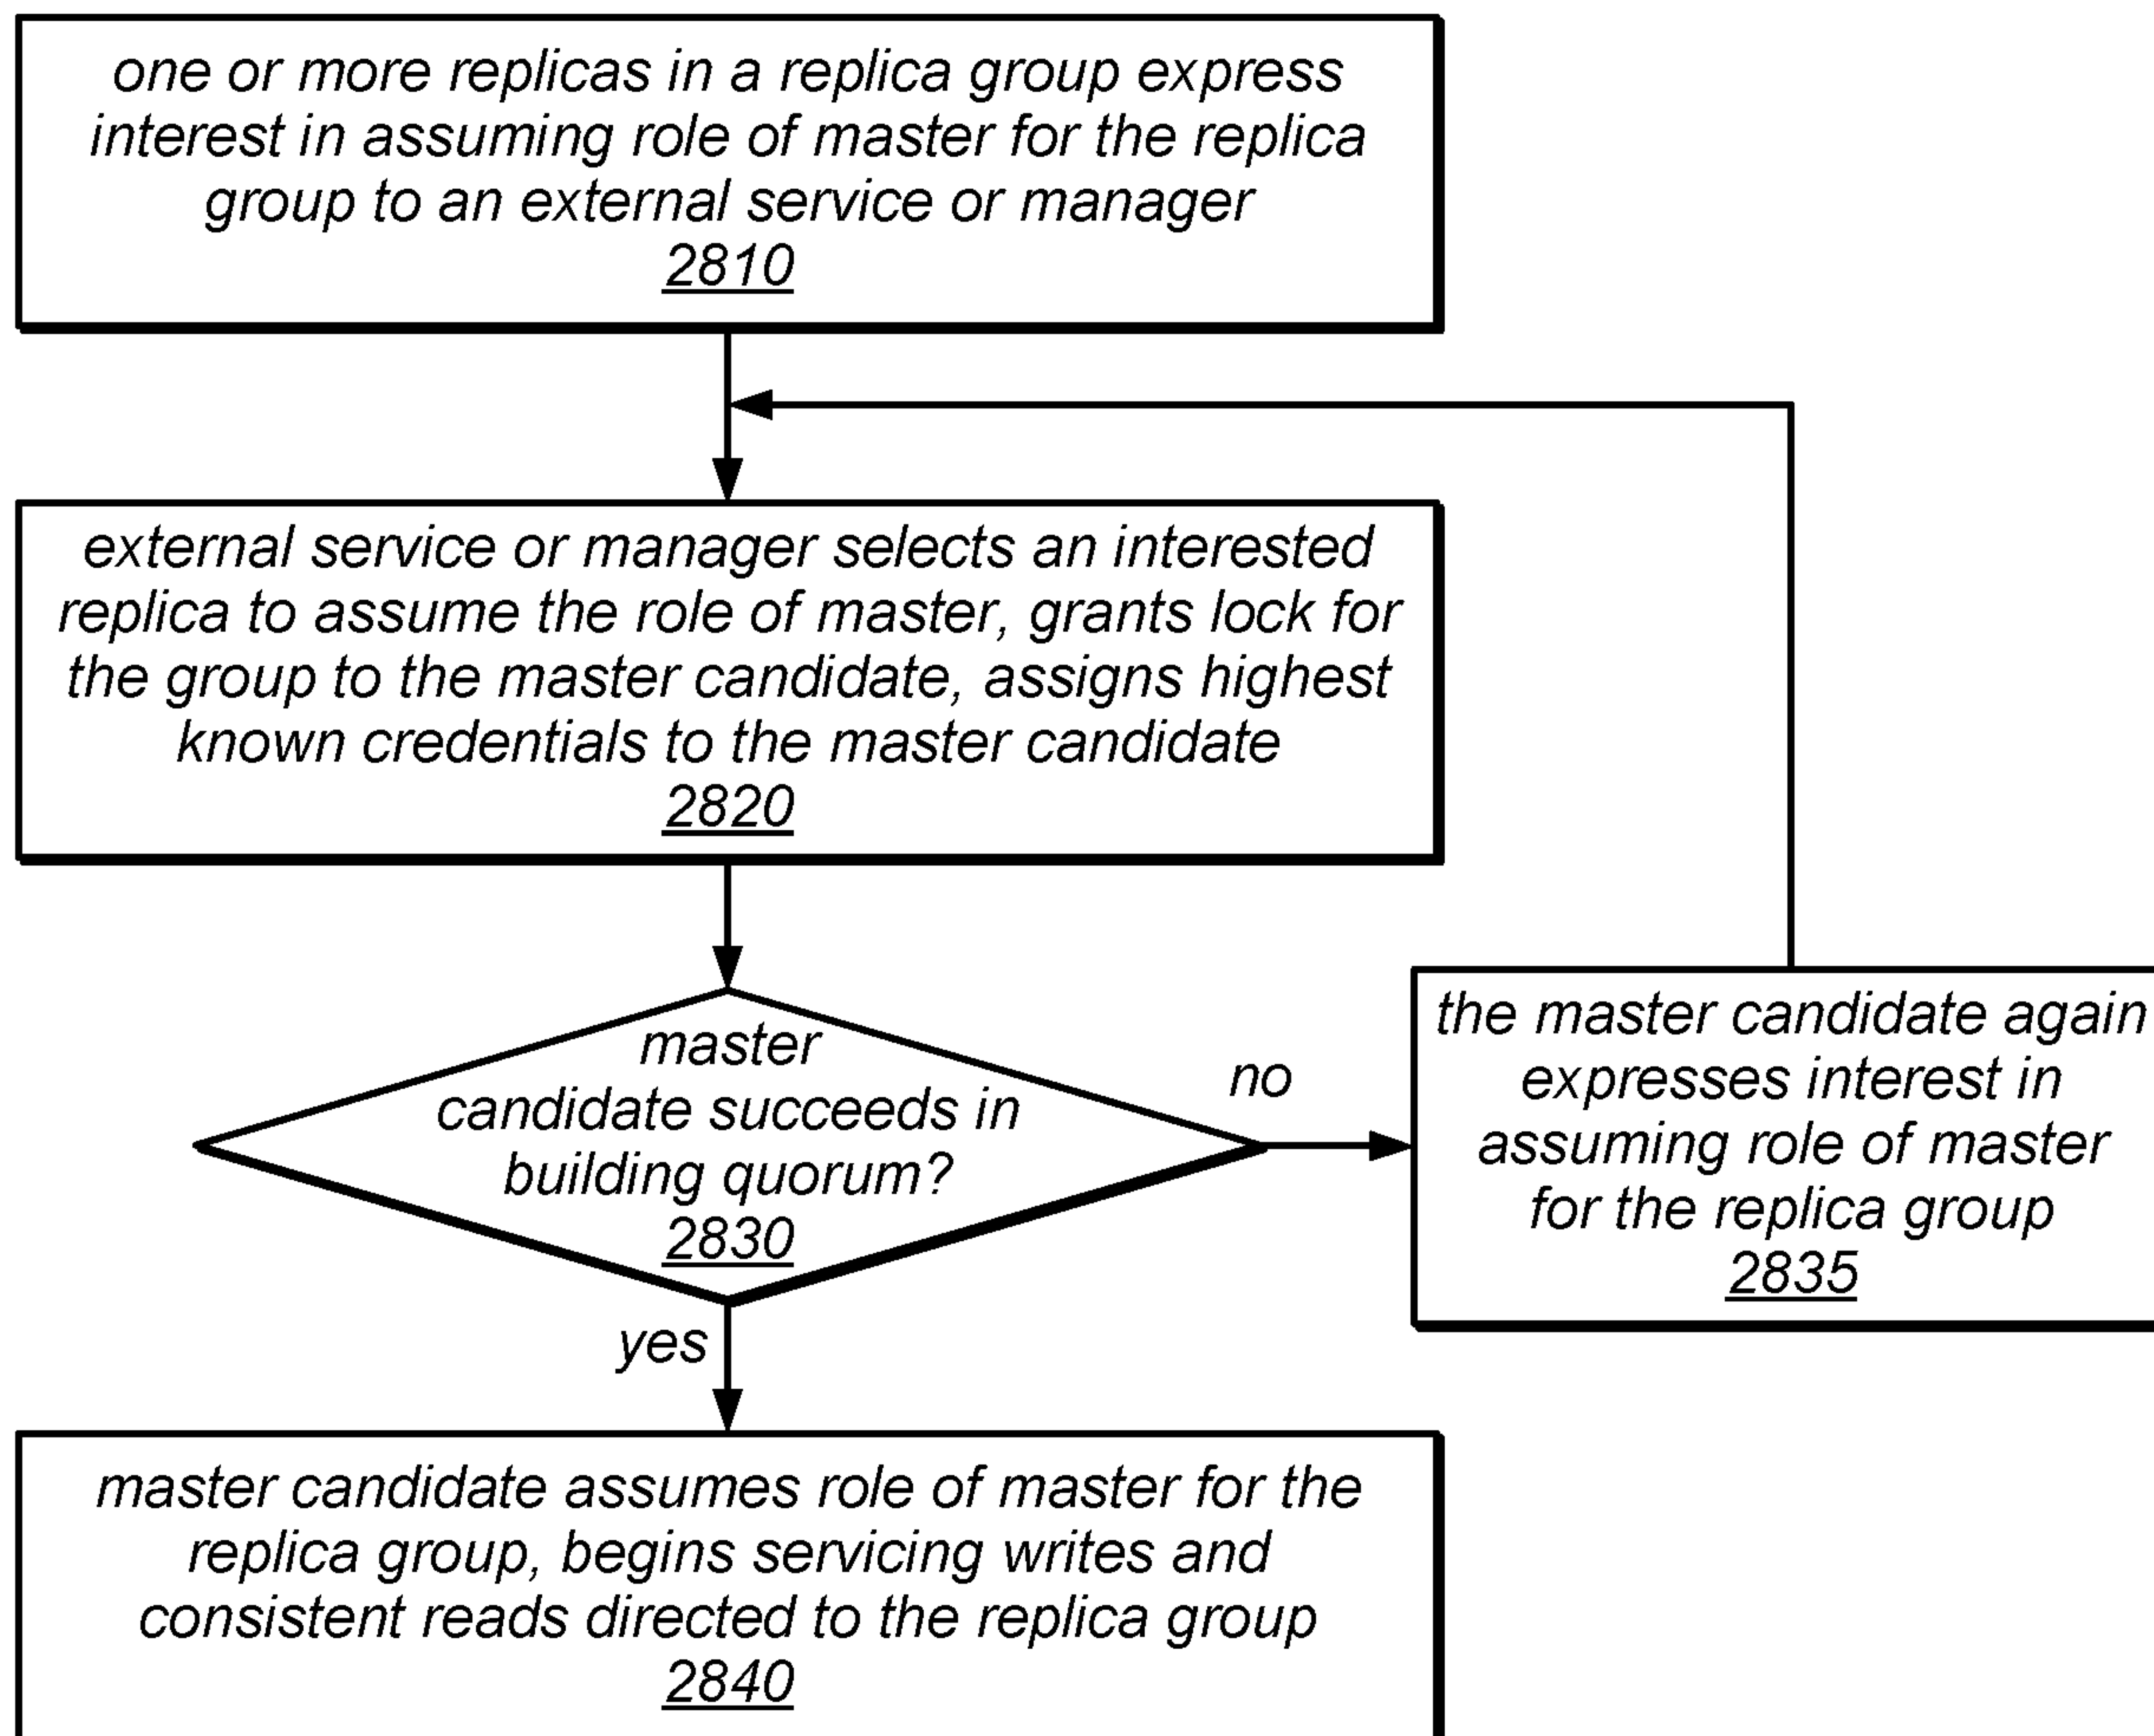 one or more replicas in a replica group express
interest in assuming role of master for the replica
group to an external service or manager
2810
external service or manager selects an interested
replica to assume the role of master, grants lock for
the group to the master candidate, assigns highest
known credentials to the master candidate
2820
master
candidate succeeds in
building quorum?
2830
no
the master candidate again
expresses interest in
assuming role of master
for the replica group
2835
yes
master candidate assumes role of master for the
replica group, begins servicing writes and
consistent reads directed to the replica group
2840